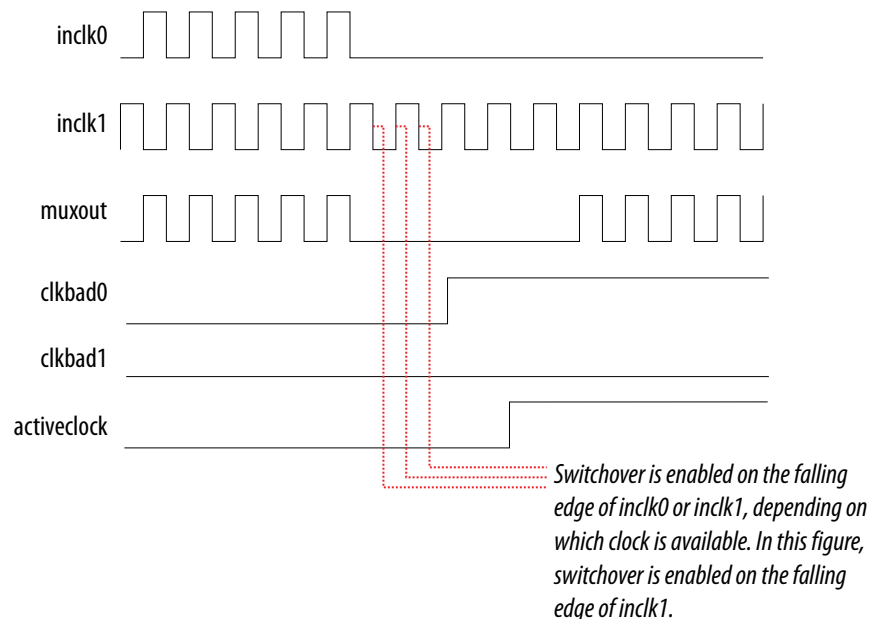 inclk0
inclk1
muxout
clkbad0
clkbad1
activeclock
Switchover is enabled on the falling
edge of inclk0 or inclk1, depending on
which clock is available. In this figure,
switchover is enabled on the falling
edge of inclk1.